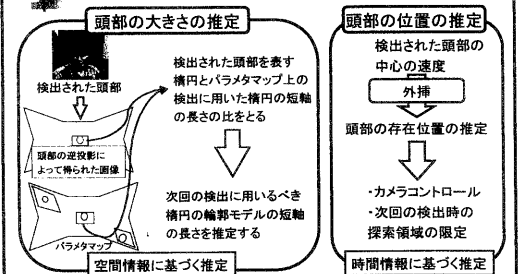 頭部の大きさの推定
検出された頭部
検出された頭部を表す
楕円とパラメタマップ上の
検出に用いた楕円の短軸
の長さの比をとる
頭部の逆投影に
よって得られた画像
パラメタマップ
次回の検出に用いるべき
楕円の輪郭モデルの短軸
の長さを推定する
空間情報に基づく推定
頭部の位置の推定
検出された頭部の
中心の速度
外挿
頭部の存在位置の推定
・カメラコントロール
・次回の検出時の
探索領域の限定
時間情報に基づく推定